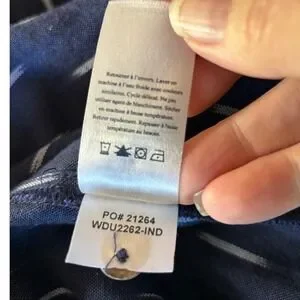 Retourner à l'envers. Laver en
machine à l'eau froide avec couleurs
similaires. Cycle délicat. Ne pas
utiliser agent de blanchiment. Sécher
en machine à basse température.
Retirer rapidement. Repasser à basse
température au besoin.
PO# 21264
WDU2262-IND